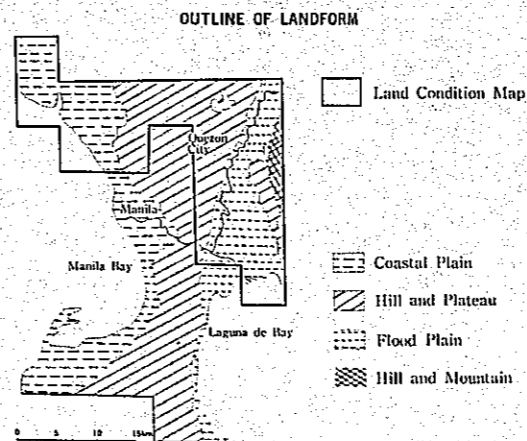 OUTLINE OF LANDFORM
Land Condition Map
Quezon
City
Manila
Manila Bay
Laguna de Bay
Coastal Plain
Hill and Plateau
Flood Plain
Hill and Mountain
0 5 10 15km